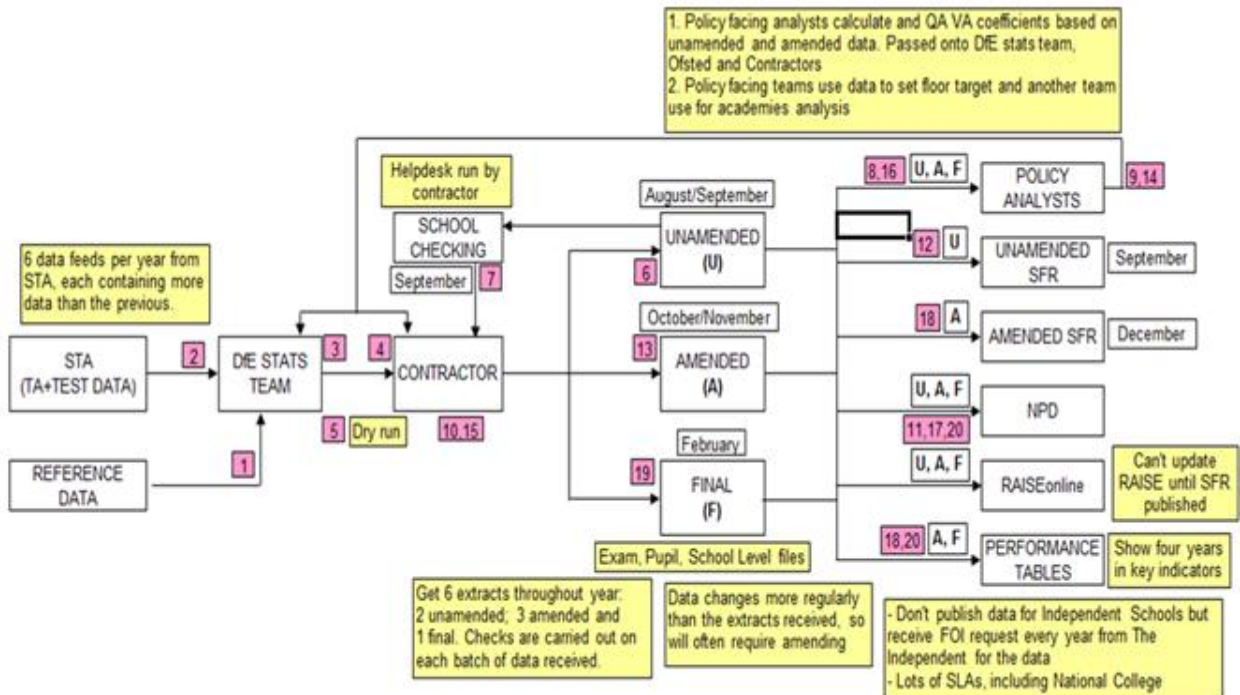 1. Policy facing analysts calculate and QA VA coefficients based on
unamended and amended data. Passed onto DfE stats team,
Ofsted and Contractors
2. Policy facing teams use data to set floor target and another team
use for academies analysis
Helpdesk run by
contractor
August/September
8,16
U, A, F
POLICY
ANALYSTS
9,14
SCHOOL
CHECKING
UNAMENDED
(U)
6 data feeds per year from
STA, each containing more
data than the previous.
September
7
6
12
U
UNAMENDED
SFR
September
October/November
STA
(TA+TEST DATA)
2
DfE STATS
TEAM
3
4
CONTRACTOR
13
AMENDED
(A)
18
A
AMENDED SFR
December
5
Dry run
10,15
U, A, F
NPD
11,17,20
1
REFERENCE
DATA
February
19
FINAL
(F)
U, A, F
RAISEonline
Can't update
RAISE until SFR
published
18,20
A, F
PERFORMANCE
TABLES
Show four years
in key indicators
Exam, Pupil, School Level files
Get 6 extracts throughout year:
2 unamended; 3 amended and
1 final. Checks are carried out on
each batch of data received.
Data changes more regularly
than the extracts received, so
will often require amending
- Don't publish data for Independent Schools but
receive FOI request every year from The
Independent for the data
- Lots of SLAs, including National College